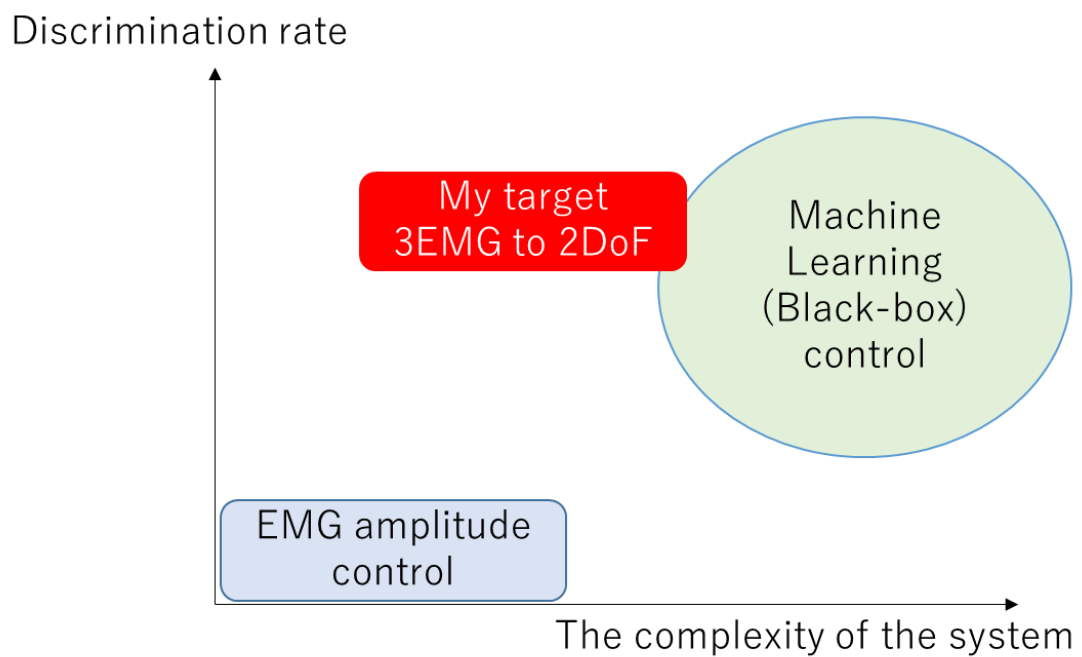 Discrimination rate
My target
3EMG to 2DoF
Machine
Learning
(Black-box)
control
EMG amplitude
control
The complexity of the system